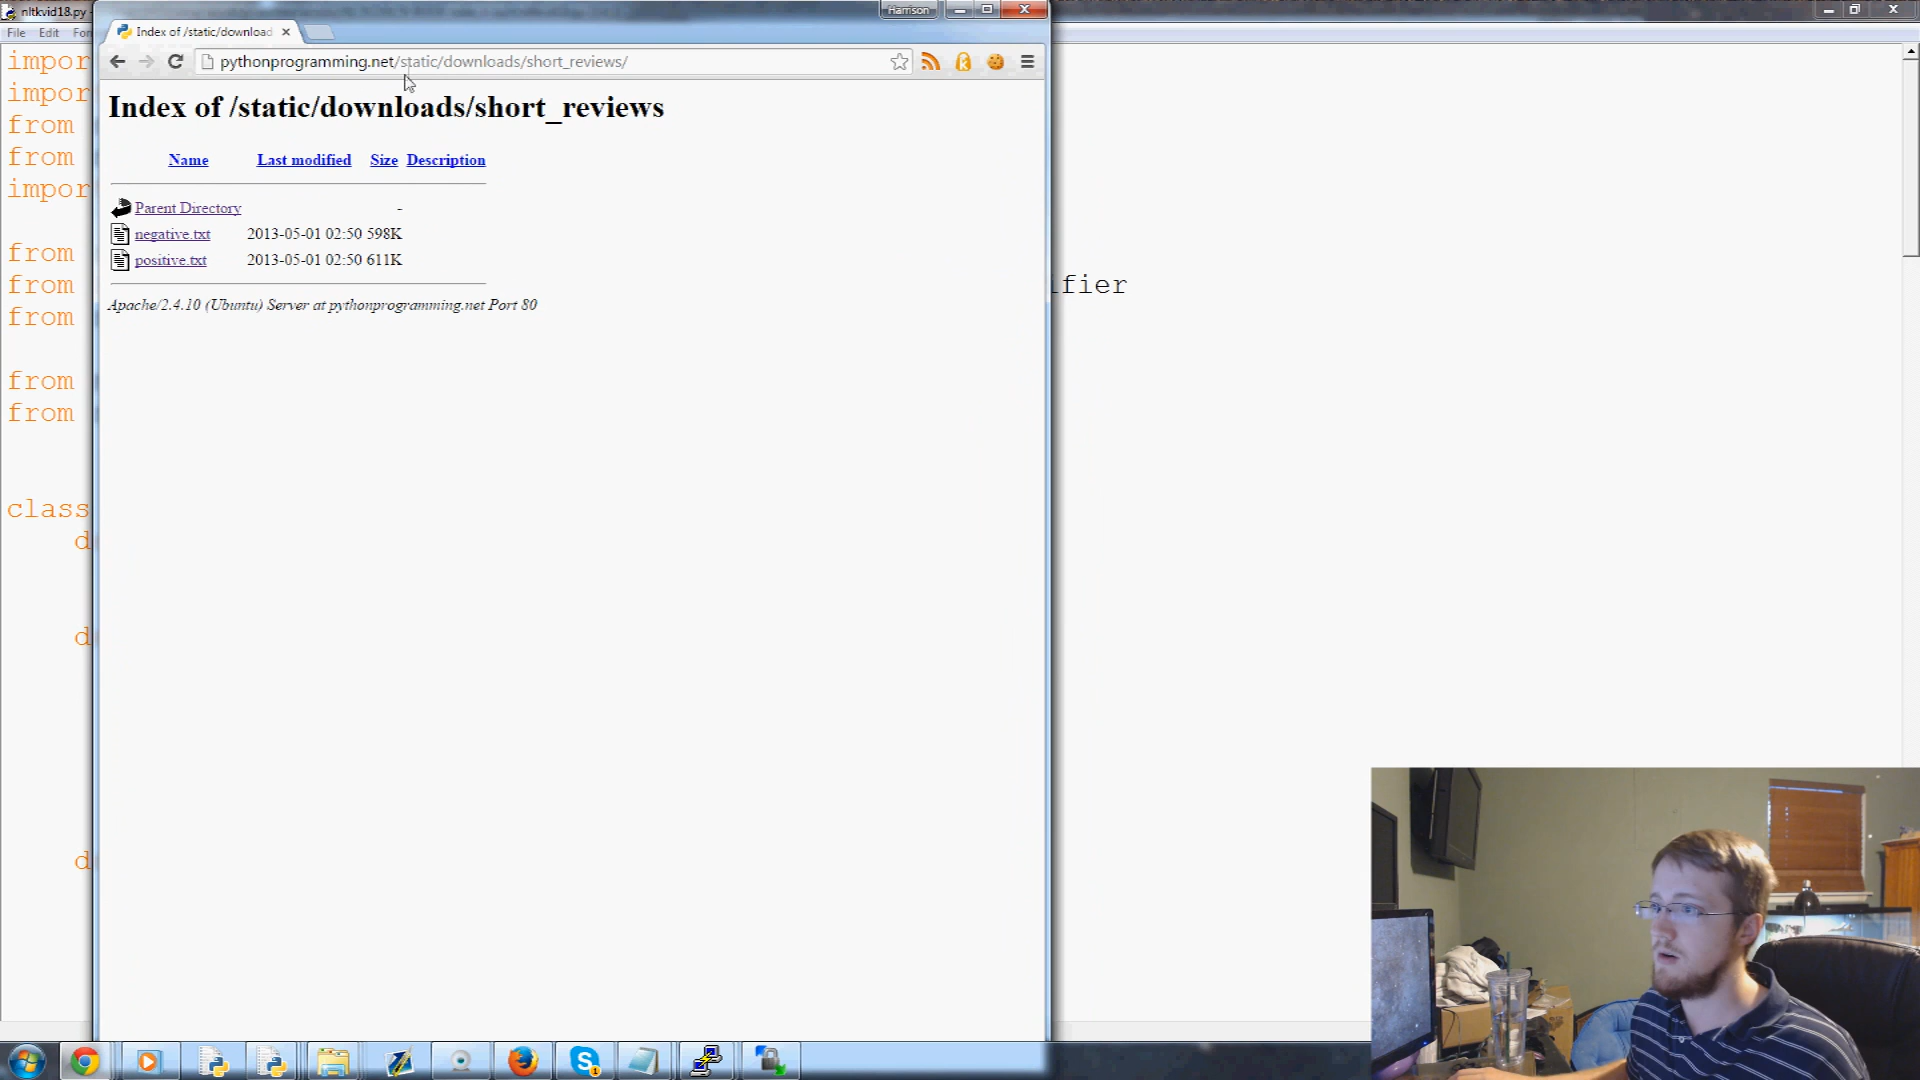 nltkvid18.py -
Harrison
File Edit For
Index of /static/download
pythonprogramming.net/static/downloads/short_reviews/
Index of /static/downloads/short_reviews
Name Last modified Size Description
Parent Directory -
negative.txt 2013-05-01 02:50 598K
positive.txt 2013-05-01 02:50 611K
Apache/2.4.10 (Ubuntu) Server at pythonprogramming.net Port 80
impor
impor
from
from
impor
from
from
ifier
from
from
from
class
d
d
d